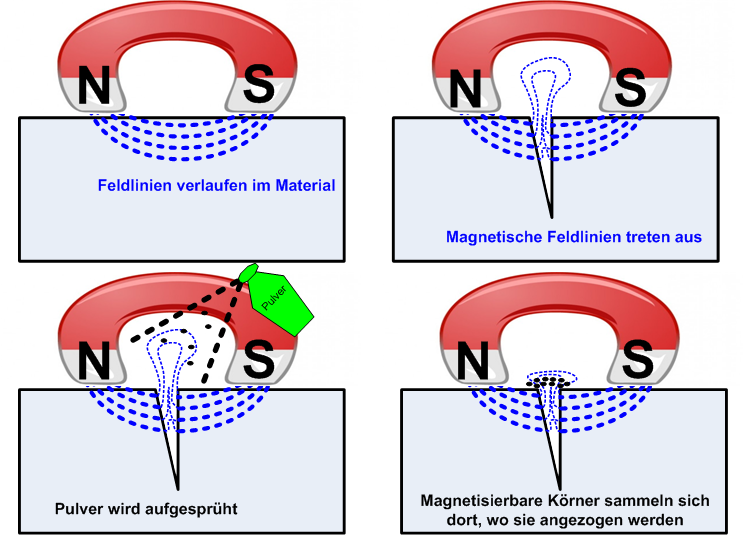 N S
Feldlinien verlaufen im Material
N S
Magnetische Feldlinien treten aus
Pulver
N S
Pulver wird aufgesprüht
N S
Magnetisierbare Körner sammeln sich
dort, wo sie angezogen werden